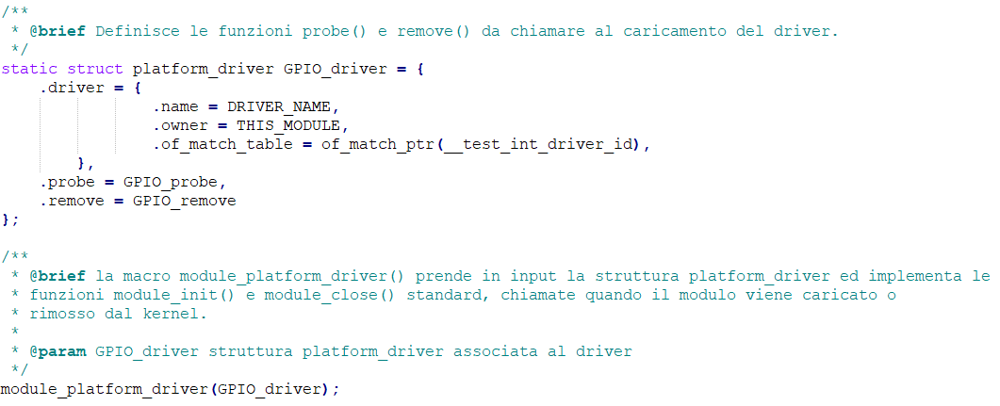 /**
 * @brief Definisce le funzioni probe() e remove() da chiamare al caricamento del driver.
 */
static struct platform_driver GPIO_driver = {
    .driver = {
                .name = DRIVER_NAME,
                .owner = THIS_MODULE,
                .of_match_table = of_match_ptr(__test_int_driver_id),
        },
    .probe = GPIO_probe,
    .remove = GPIO_remove
};

/**
 * @brief la macro module_platform_driver() prende in input la struttura platform_driver ed implementa le
 * funzioni module_init() e module_close() standard, chiamate quando il modulo viene caricato o
 * rimosso dal kernel.
 *
 * @param GPIO_driver struttura platform_driver associata al driver
 */
module_platform_driver(GPIO_driver);